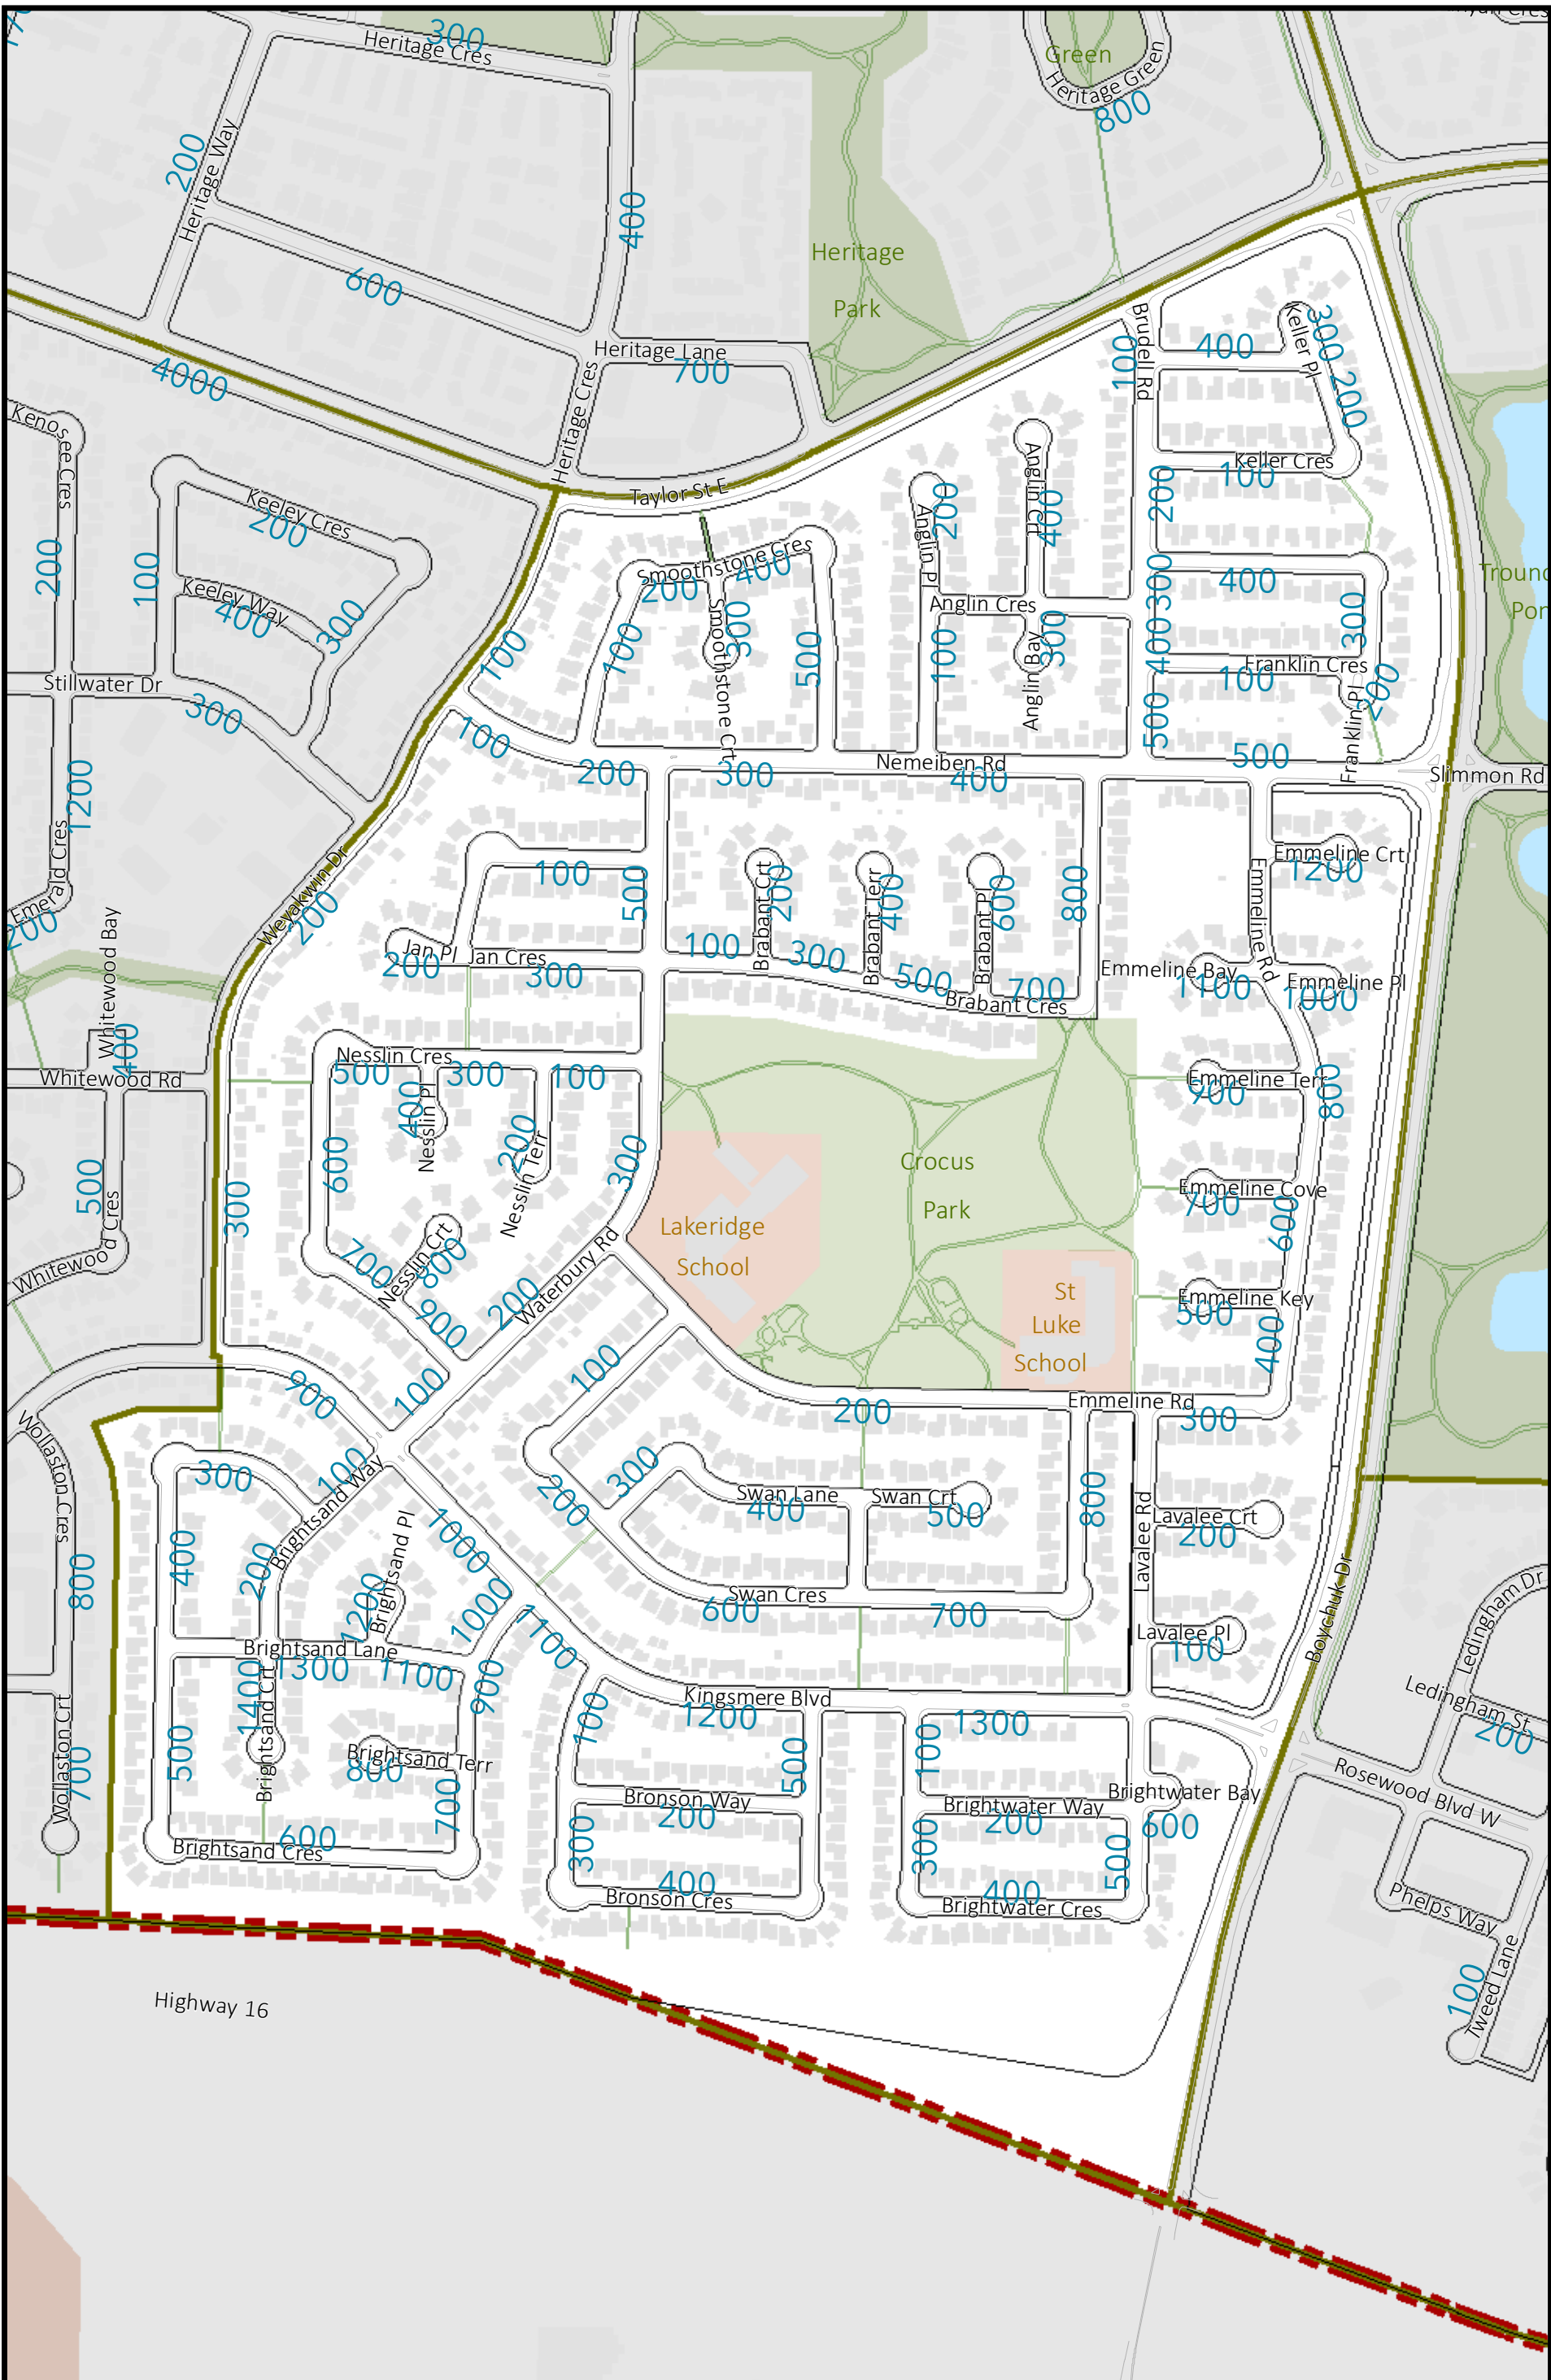 300
Heritage Cres
Green
Heritage Green
800
200
Heritage Way
400
Heritage
Park
600
Heritage Lane
700
4000
Heritage Cres
Taylor St E
Brudell Rd
100
400
Keller Pl
300
200
Keller Cres
100
200
Kenosee Cres
200
Keeley Cres
200
100
Keeley Way
400
300
Stillwater Dr
300
Smoothstone Cres
200
400
Smoothstone Crt
300
100
500
100
Anglin Pl
200
Anglin Crt
400
Anglin Cres
100
Anglin Bay
300
300
400
400
300
Franklin Cres
100
200
Franklin Pl
500
500
Slimmon Rd
100
200
300
Nemeiben Rd
400
1200
Emerald Cres
200
Weyakwin Dr
200
100
500
Jan Pl
Jan Cres
200
300
Brabant Crt
200
Brabant Terr
400
Brabant Pl
600
800
100
300
500
700
Brabant Cres
Emmeline Crt
1200
Emmeline Rd
Emmeline Bay
1100
Emmeline Pl
1000
Whitewood Bay
400
Whitewood Rd
Nesslin Cres
500
300
100
400
Nesslin Pl
200
Nesslin Terr
600
300
300
Emmeline Terr
900
800
Crocus
Park
Lakeridge
School
Emmeline Cove
700
600
500
Whitewood Cres
700
Nesslin Crt
800
900
200
Waterbury Rd
St
Luke
School
Emmeline Key
500
400
100
100
900
200
Emmeline Rd
300
Wollaston Cres
800
300
100
Brightsand Way
400
200
1000
200
300
Swan Lane
400
Swan Crt
500
800
Lavalee Rd
Lavalee Crt
200
Brightsand Pl
1200
1000
1100
Swan Cres
600
700
Lavalee Pl
100
Boychuk Dr
Ledingham Dr
Ledingham St
200
Brightsand Lane
1300
1100
900
1400
Brightsand Crt
500
Brightsand Terr
800
700
600
Brightsand Cres
Wollaston Crt
700
Kingsmere Blvd
1200
1300
100
500
Bronson Way
200
300
400
Bronson Cres
100
Brightwater Way
200
Brightwater Bay
600
300
500
400
Brightwater Cres
Rosewood Blvd W
Phelps Way
100
Tweed Lane
Highway 16